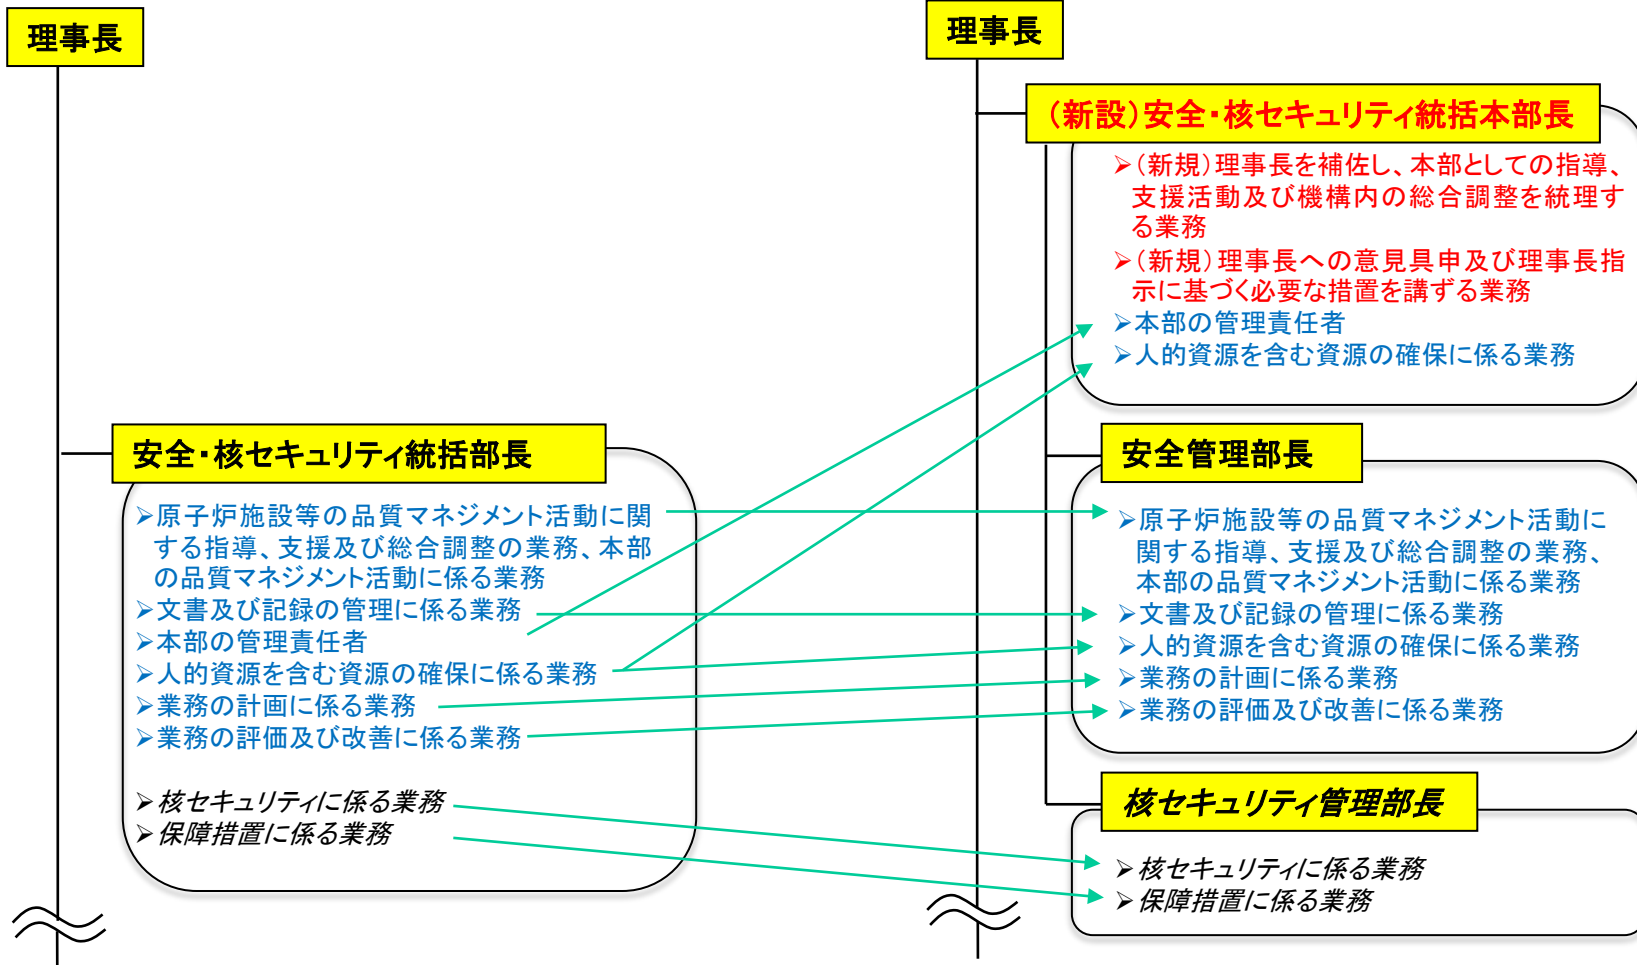 理事長
安全・核セキュリティ統括部長
➢原子炉施設等の品質マネジメント活動に関
する指導、支援及び総合調整の業務、本部
の品質マネジメント活動に係る業務
➢文書及び記録の管理に係る業務
➢本部の管理責任者
➢人的資源を含む資源の確保に係る業務
➢業務の計画に係る業務
➢業務の評価及び改善に係る業務
➢核セキュリティに係る業務
➢保障措置に係る業務
理事長
（新設）安全・核セキュリティ統括本部長
➢（新規）理事長を補佐し、本部としての指導、
支援活動及び機構内の総合調整を統理す
る業務
➢（新規）理事長への意見具申及び理事長指
示に基づく必要な措置を講ずる業務
➢本部の管理責任者
➢人的資源を含む資源の確保に係る業務
安全管理部長
➢原子炉施設等の品質マネジメント活動に
関する指導、支援及び総合調整の業務、
本部の品質マネジメント活動に係る業務
➢文書及び記録の管理に係る業務
➢人的資源を含む資源の確保に係る業務
➢業務の計画に係る業務
➢業務の評価及び改善に係る業務
核セキュリティ管理部長
➢核セキュリティに係る業務
➢保障措置に係る業務